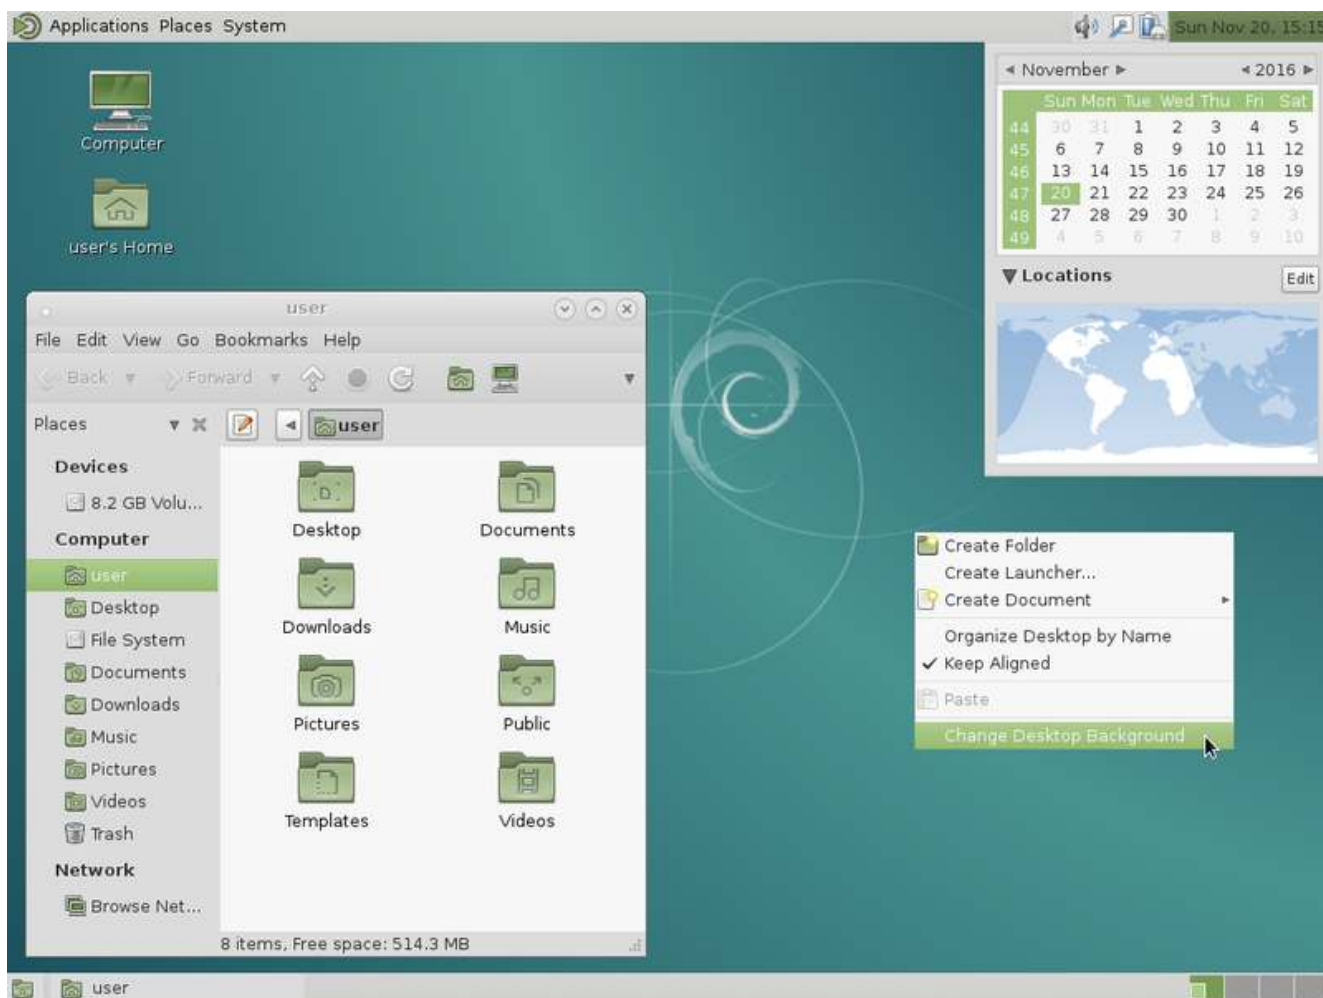 Applications Places System
Sun Nov 20, 15:15
Computer
user's Home
November 2016
Sun Mon Tue Wed Thu Fri Sat
44 30 31 1 2 3 4 5
45 6 7 8 9 10 11 12
46 13 14 15 16 17 18 19
47 20 21 22 23 24 25 26
48 27 28 29 30 1 2 3
49 4 5 6 7 8 9 10
Locations
Edit
user
File Edit View Go Bookmarks Help
Back Forward
Places
user
Devices
8.2 GB Volu...
Computer
user
Desktop
File System
Documents
Downloads
Music
Pictures
Videos
Trash
Network
Browse Net...
Desktop
Documents
Downloads
Music
Pictures
Public
Templates
Videos
8 items, Free space: 514.3 MB
Create Folder
Create Launcher...
Create Document
Organize Desktop by Name
Keep Aligned
Paste
Change Desktop Background
user